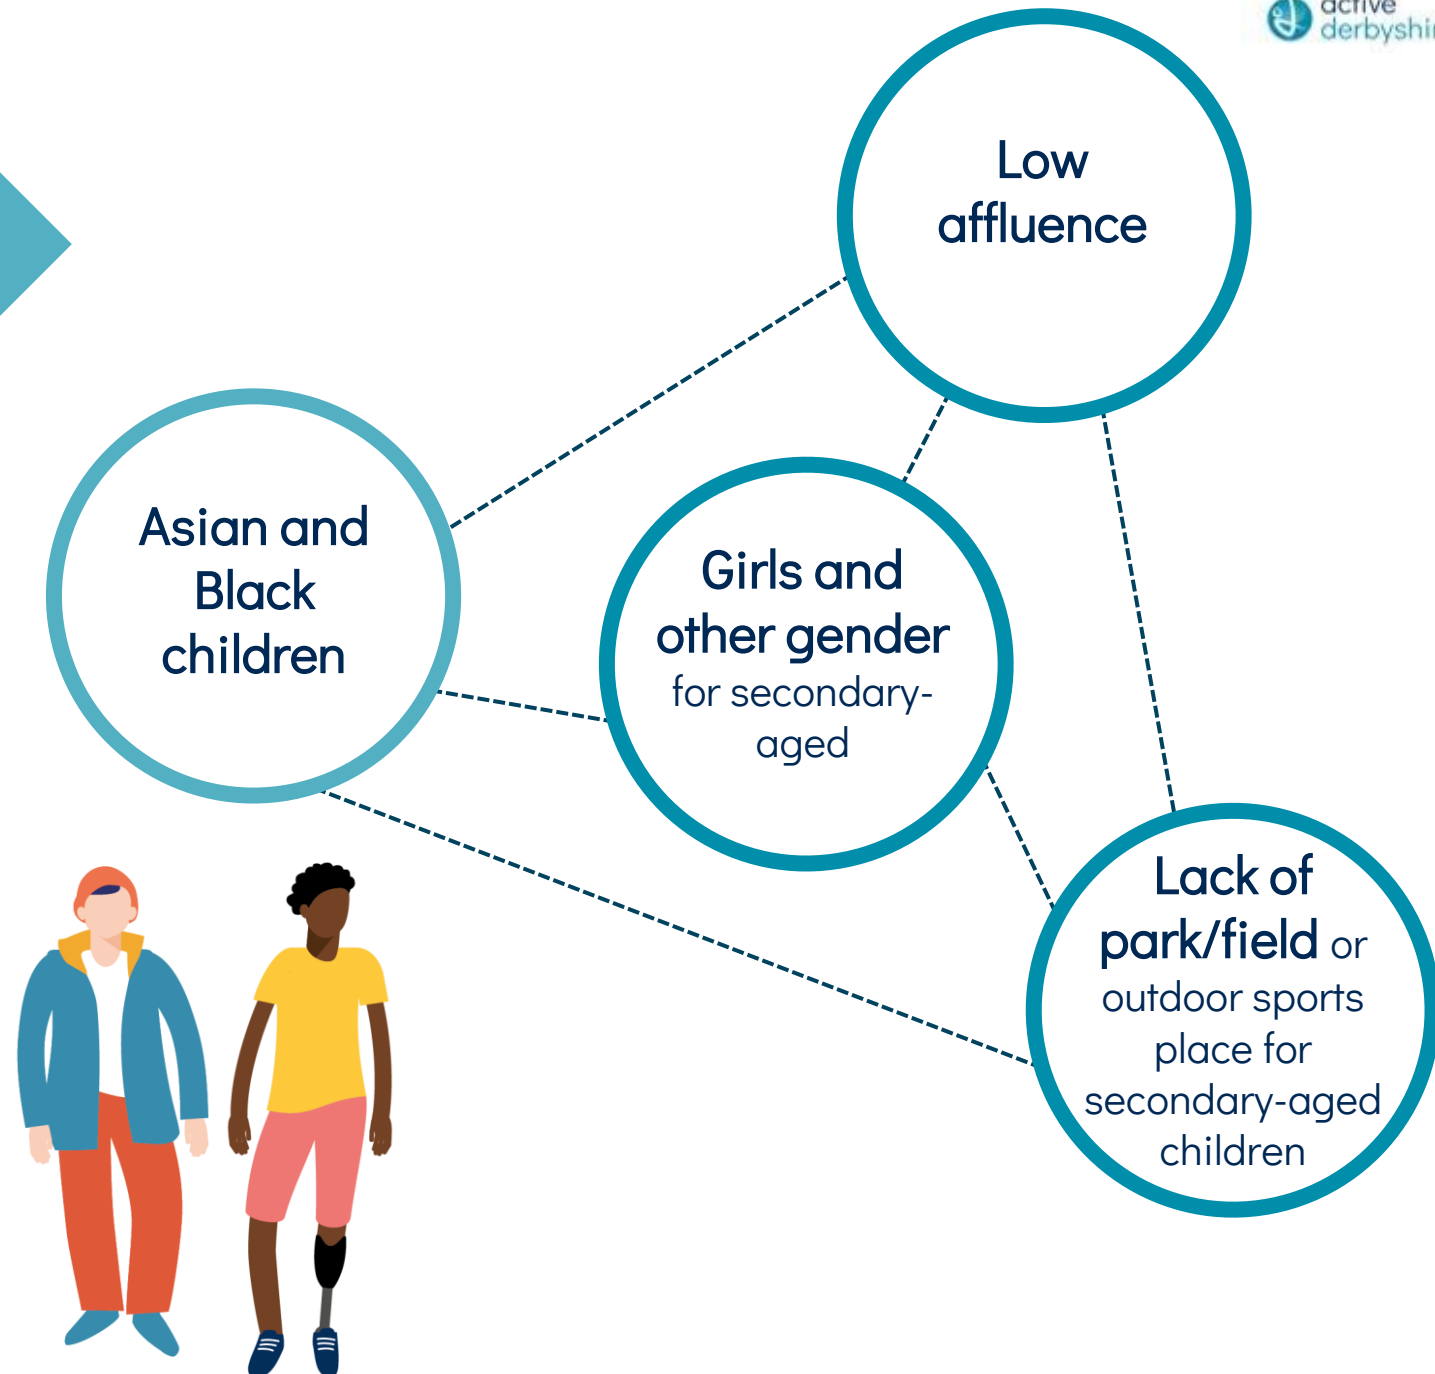 active
Low
affluence
Asian and
Black
children
Girls and
other gender
for secondary-
aged
Lack of
park/field or
outdoor sports
place for
secondary-aged
children